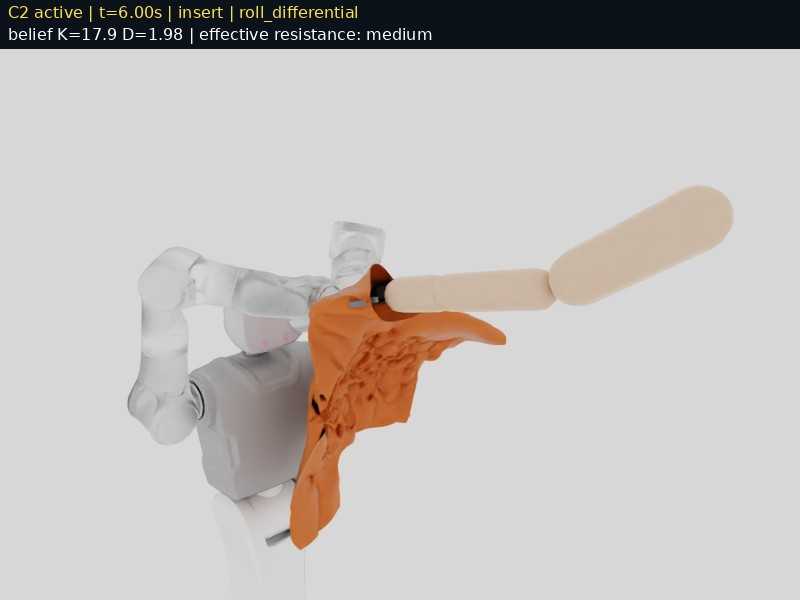 C2 active | t=6.00s | insert | roll_differential
belief K=17.9 D=1.98 | effective resistance: medium